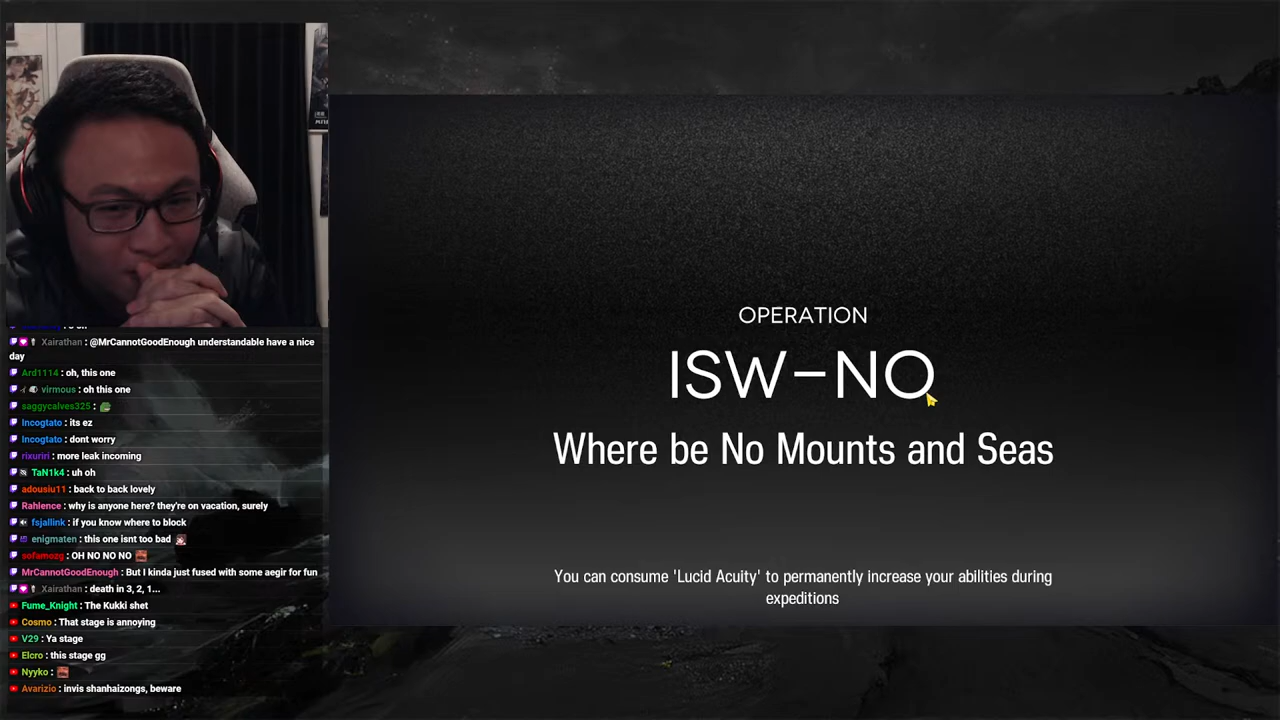 Xairathan : @MrCannotGoodEnough understandable have a nice
day
Ard1114 : oh, this one
virmous : oh this one
saggycalves325 :
Incogtato : its ez
Incogtato : dont worry
rixuriri : more leak incoming
TaN1k4 : uh oh
adousiu11 : back to back lovely
Rahlence : why is anyone here? they're on vacation, surely
fsjallink : if you know where to block
enigmaten : this one isnt too bad
sofamozg : OH NO NO NO
MrCannotGoodEnough : But I kinda just fused with some aegir for fun
Xairathan : death in 3, 2, 1...
Fume_Knight : The Kukki shet
Cosmo : That stage is annoying
V29 : Ya stage
Elcro : this stage gg
Nyyko :
Avarizio : invis shanhaizongs, beware
OPERATION
ISW-NO
Where be No Mounts and Seas
You can consume 'Lucid Acuity' to permanently increase your abilities during
expeditions